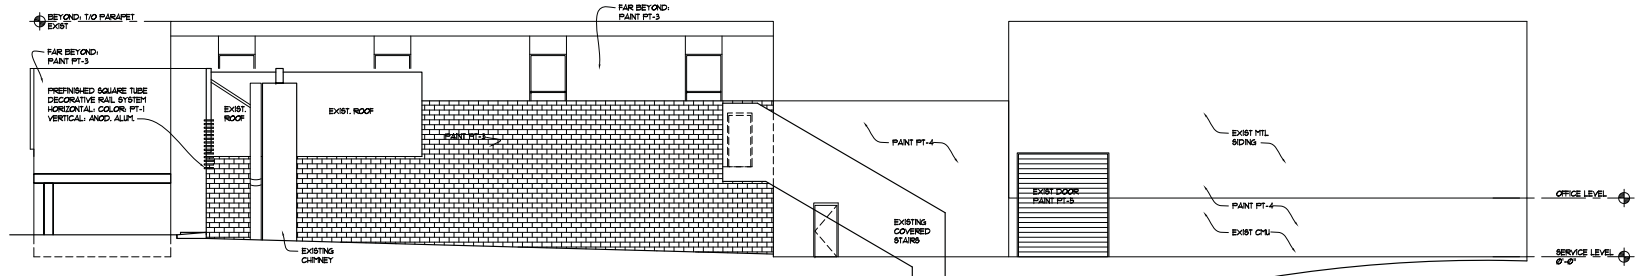 BEYOND: T/O PARAPET
EXIST
FAR BEYOND:
PAINT PT-3
FAR BEYOND:
PAINT PT-3
PREFINISHED SQUARE TUBE
DECORATIVE RAIL SYSTEM
HORIZONTAL: COLOR: PT-1
VERTICAL: ANOD. ALUM.
EXIST.
ROOF
EXIST. ROOF
PAINT
PAINT PT-4
EXIST MTL
SIDING
EXIST DOOR
PAINT PT-5
OFFICE LEVEL
PAINT PT-4
EXISTING
COVERED
STAIRS
EXIST CMU
EXISTING
CHIMNEY
SERVICE LEVEL
0'-0"